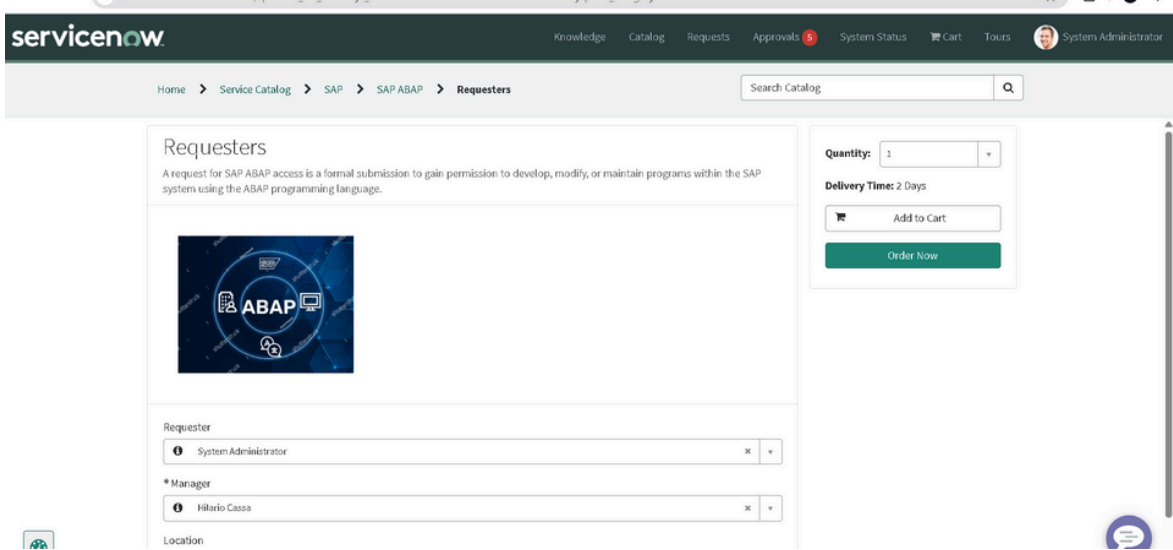 servicenow
Knowledge Catalog Requests Approvals 5 System Status Cart Tours System Administrator
Home > Service Catalog > SAP > SAP ABAP > Requesters
Search Catalog
Requesters
A request for SAP ABAP access is a formal submission to gain permission to develop, modify, or maintain programs within the SAP
system using the ABAP programming language.
ABAP
Requester
System Administrator
* Manager
Hilario Cassa
Location
Quantity: 1
Delivery Time: 2 Days
Add to Cart
Order Now